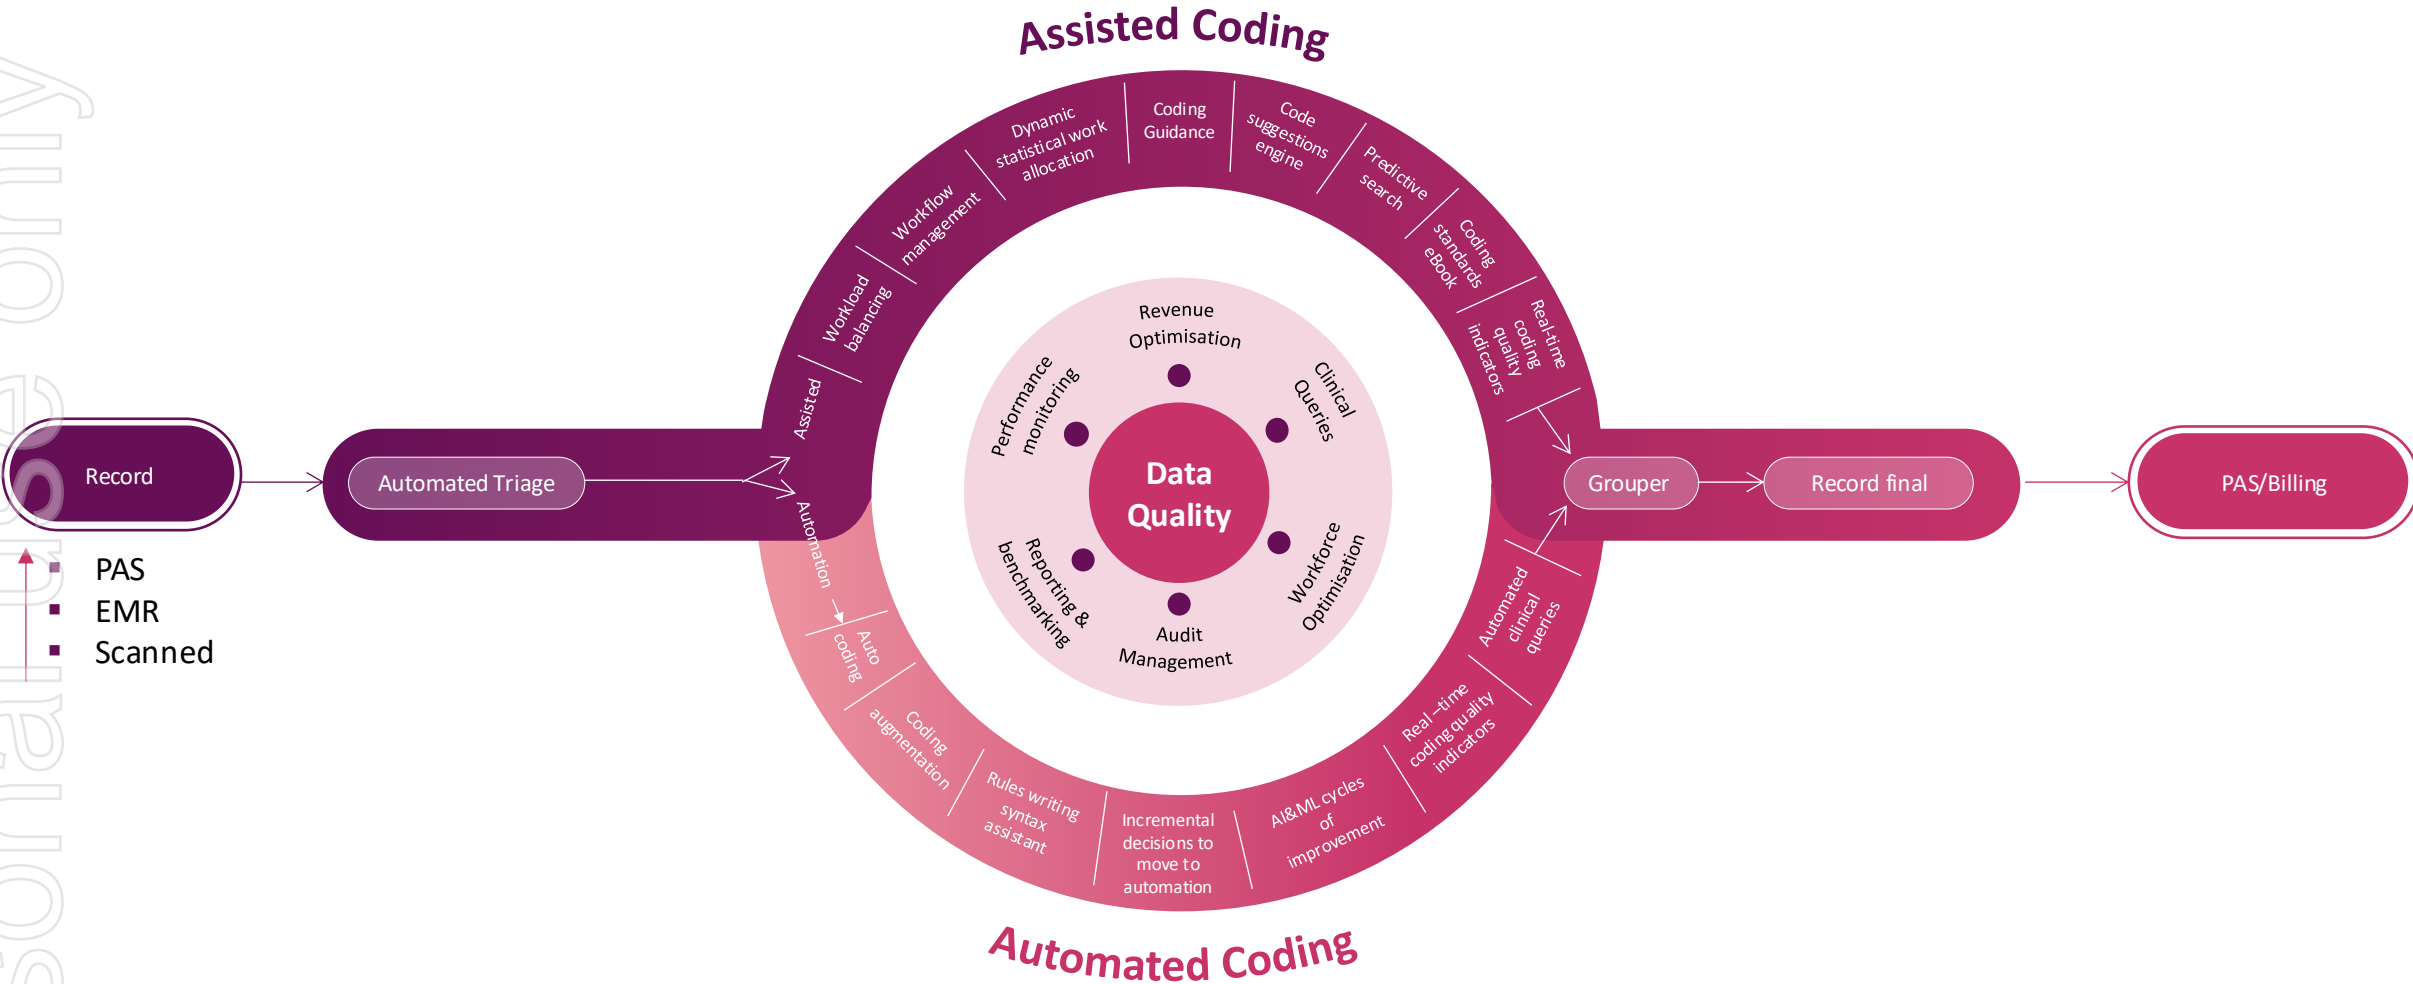 Assisted Coding
Record
PAS
EMR
Scanned
Automated Triage
Assisted
Workload
balancing
Workflow
management
Dynamic
statistical work
allocation
Coding
Guidance
Code
suggestions
engine
Predictive
search
Coding
standards
eBook
Real-time
coding
quality
indicators
Automation
Auto
coding
Coding
augmentation
Rules writing
syntax
assistant
Incremental
decisions to
move to
automation
AI&ML cycles
of
improvement
Real –time
coding quality
indicators
Automated
clinical
queries
Revenue
Optimisation
Clinical
Queries
Workforce
Optimisation
Audit
Management
Reporting &
benchmarking
Performance
monitoring
Data
Quality
Grouper
Record final
PAS/Billing
Automated Coding
sonal use only